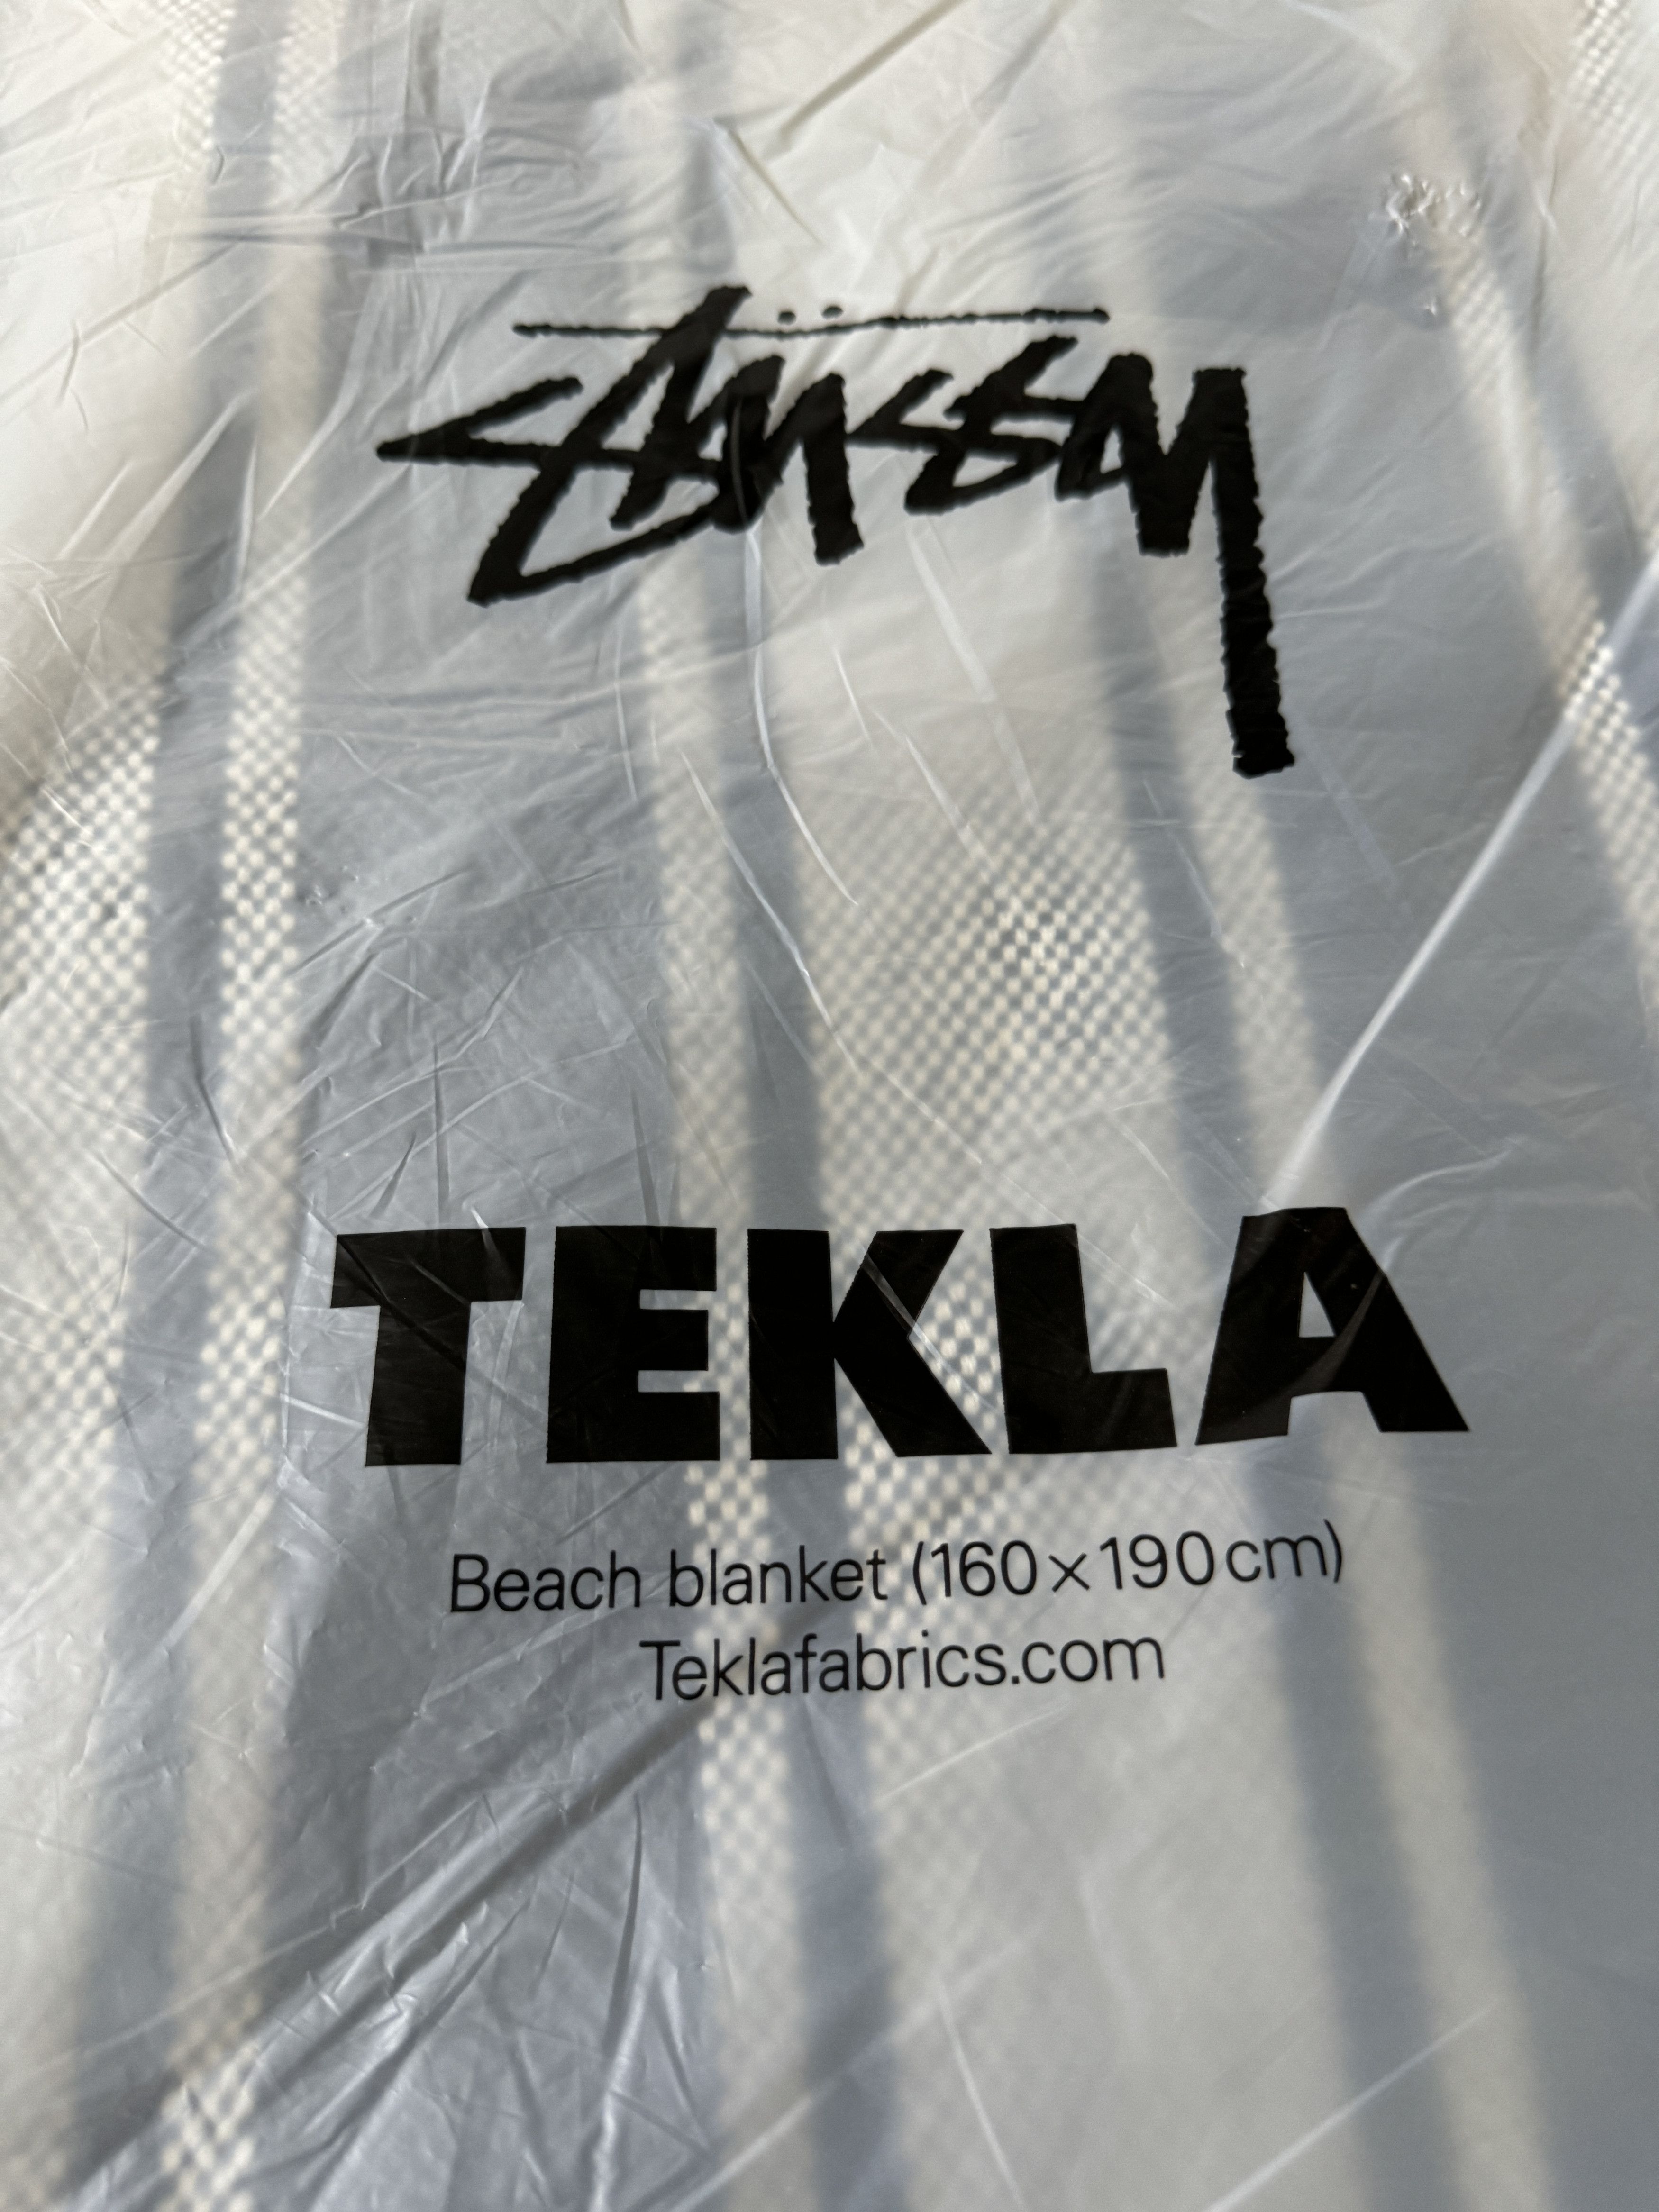 Stüssy
TEKLA
Beach blanket (160×190cm)
Teklafabrics.com